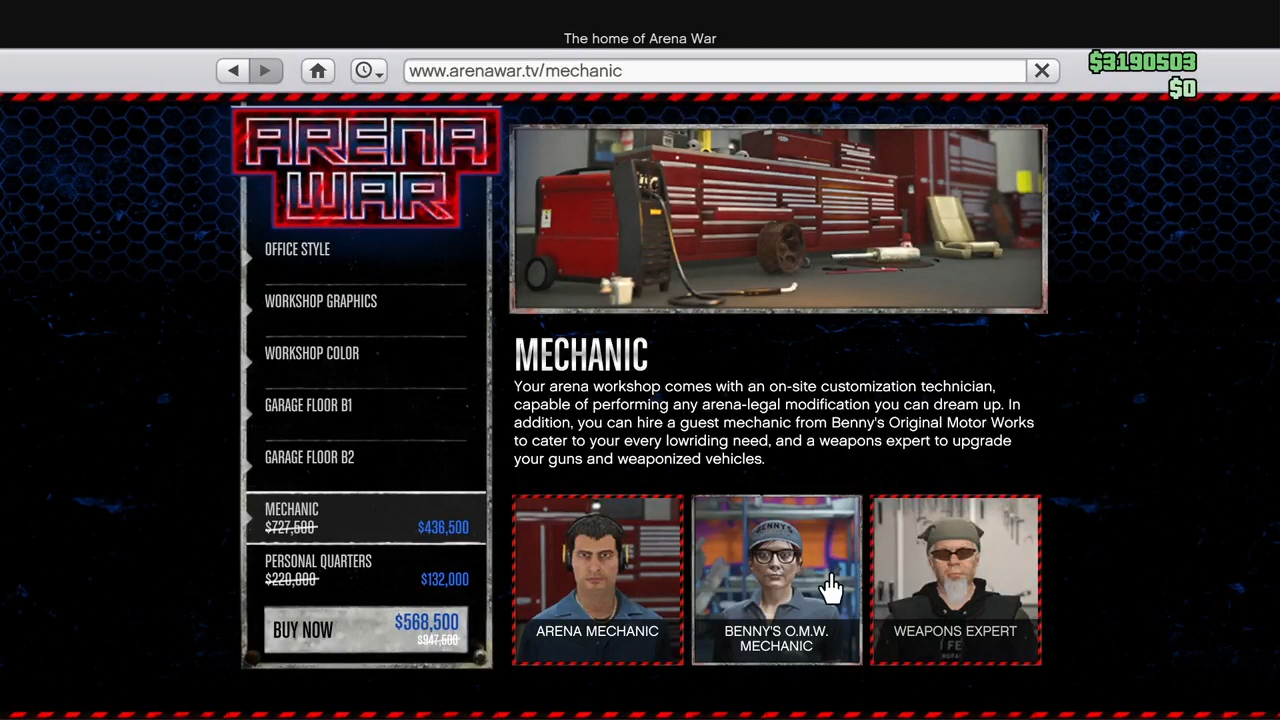 The home of Arena War
www.arenawar.tv/mechanic
$3190503
$0
ARENA
WAR
OFFICE STYLE
WORKSHOP GRAPHICS
WORKSHOP COLOR
GARAGE FLOOR B1
GARAGE FLOOR B2
MECHANIC
$727,500 $436,500
PERSONAL QUARTERS
$220,000 $132,000
BUY NOW $568,500
$947,500
MECHANIC
Your arena workshop comes with an on-site customization technician,
capable of performing any arena-legal modification you can dream up. In
addition, you can hire a guest mechanic from Benny's Original Motor Works
to cater to your every lowriding need, and a weapons expert to upgrade
your guns and weaponized vehicles.
ARENA MECHANIC
BENNY'S
BENNY'S O.M.W.
MECHANIC
WEAPONS EXPERT